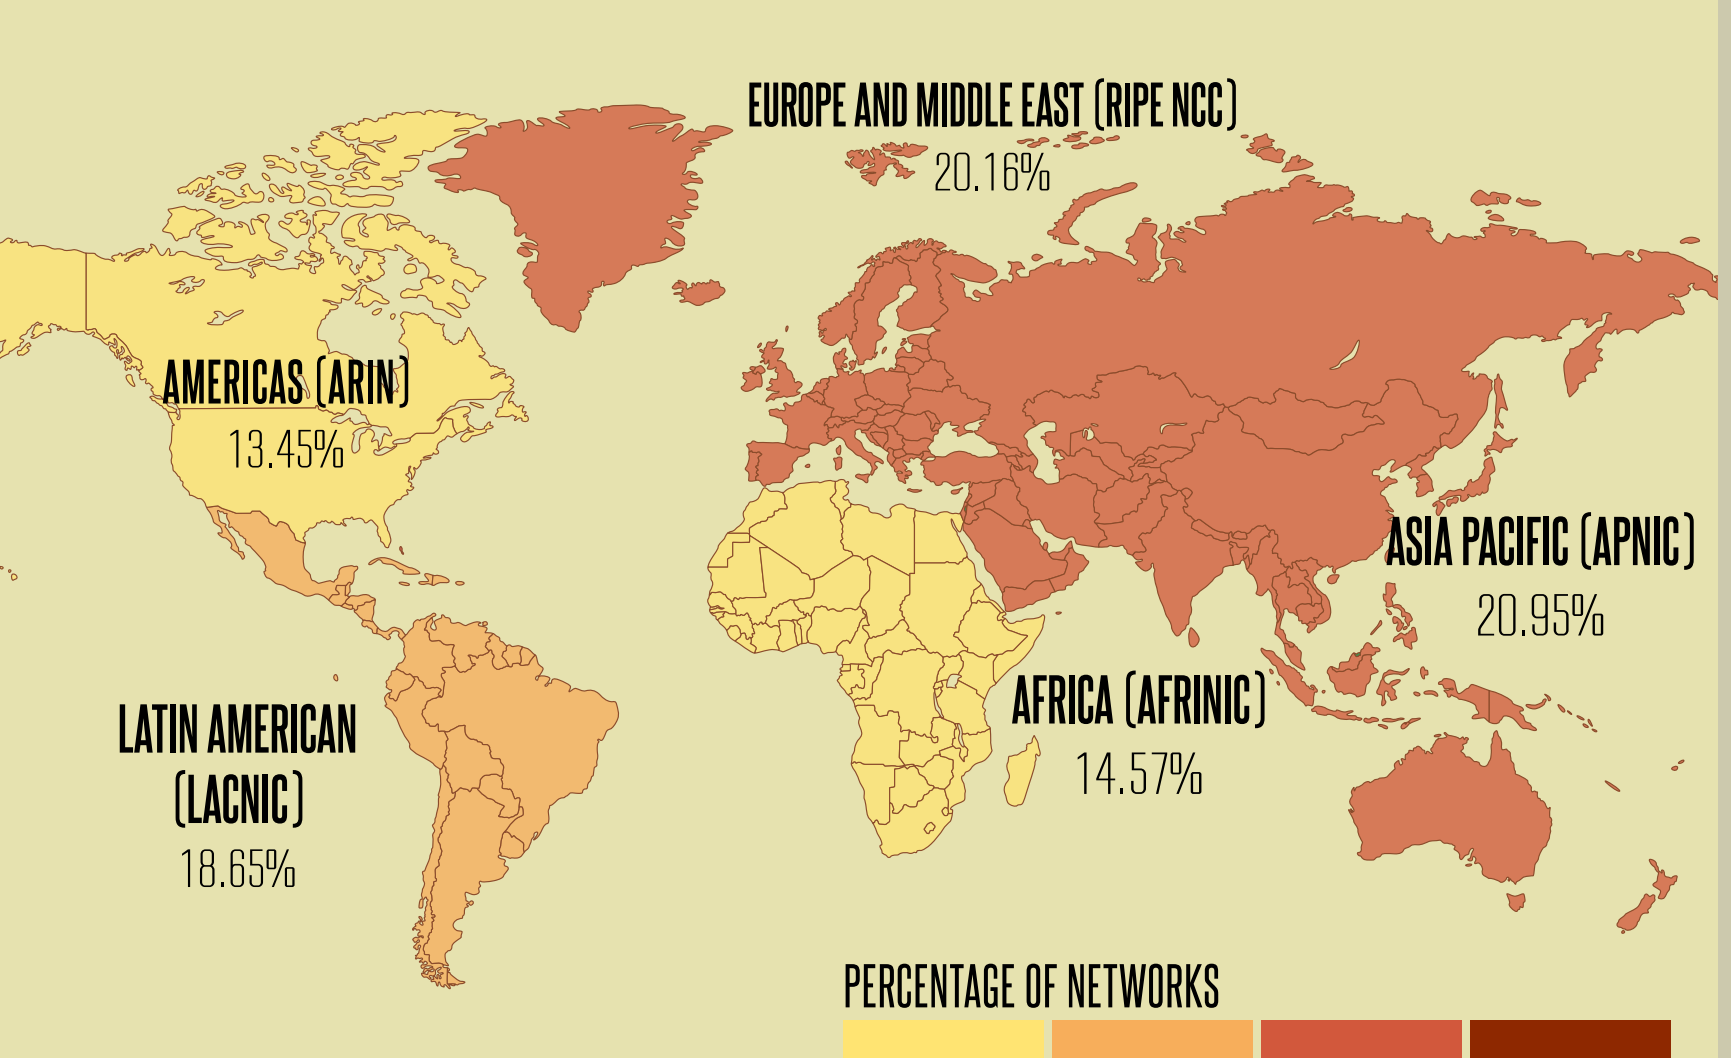 EUROPE AND MIDDLE EAST (RIPE NCC)
20.16%
AMERICAS (ARIN)
13.45%
ASIA PACIFIC (APNIC)
20.95%
AFRICA (AFRINIC)
14.57%
LATIN AMERICAN
(LACNIC)
18.65%
PERCENTAGE OF NETWORKS